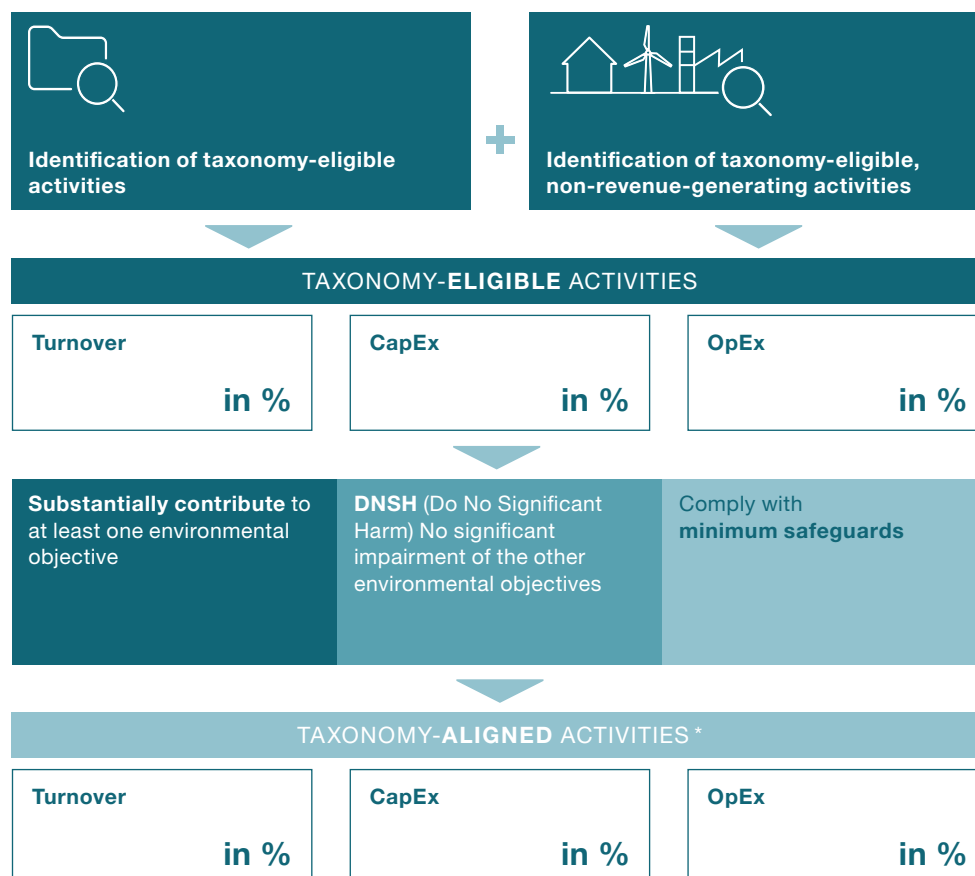 Identification of taxonomy-eligible
activities
Identification of taxonomy-eligible,
non-revenue-generating activities
TAXONOMY-ELIGIBLE ACTIVITIES
Turnover
in %
CapEx
in %
OpEx
in %
Substantially contribute to
at least one environmental
objective
DNSH (Do No Significant
Harm) No significant
impairment of the other
environmental objectives
Comply with
minimum safeguards
TAXONOMY-ALIGNED ACTIVITIES *
Turnover
in %
CapEx
in %
OpEx
in %